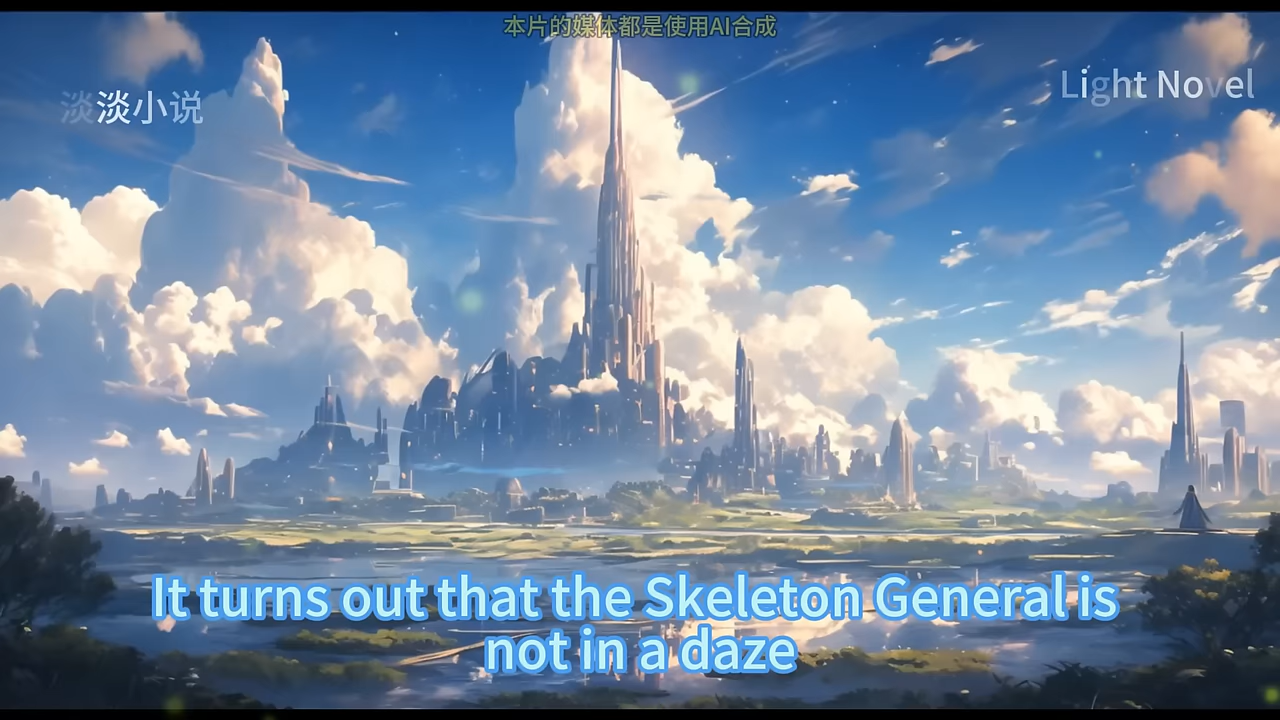 本片的媒体都是使用AI合成
淡淡小说
Light Novel
It turns out that the Skeleton General is
not in a daze